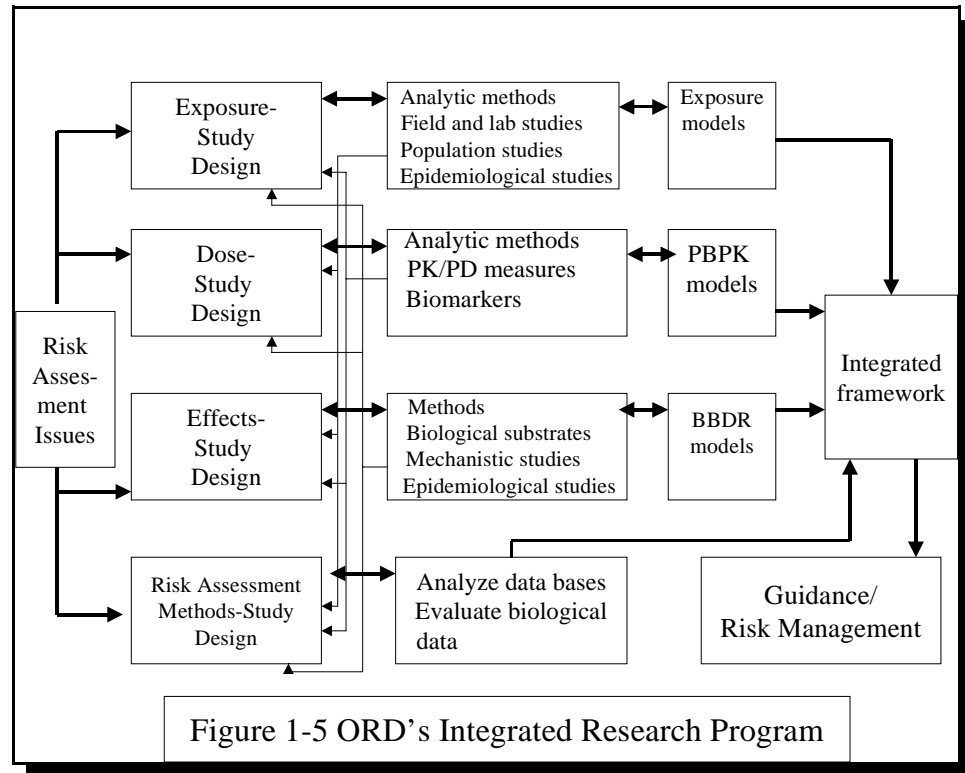 Exposure-
Study
Design
Analytic methods
Field and lab studies
Population studies
Epidemiological studies
Exposure
models
Dose-
Study
Design
Analytic methods
PK/PD measures
Biomarkers
PBPK
models
Risk
Asses-
ment
Issues
Integrated
framework
Effects-
Study
Design
Methods
Biological substrates
Mechanistic studies
Epidemiological studies
BBDR
models
Risk Assessment
Methods-Study
Design
Analyze data bases
Evaluate biological
data
Guidance/
Risk Management
Figure 1-5 ORD's Integrated Research Program